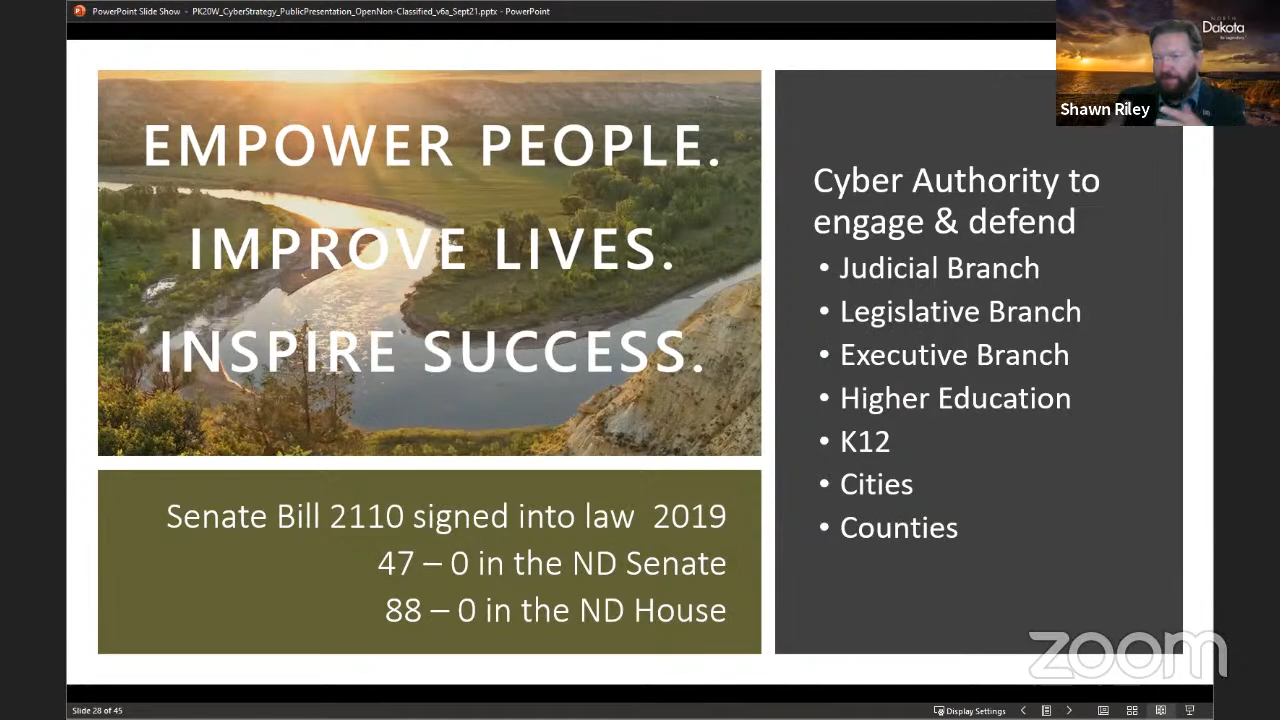 PowerPoint Slide Show - PK20W_CyberStrategy_PublicPresentation_OpenNon-Classified_v6a_Sept21.pptx - PowerPoint
NORTH
Dakota
Be Legendary.
Shawn Riley
EMPOWER PEOPLE.
IMPROVE LIVES.
INSPIRE SUCCESS.
Senate Bill 2110 signed into law 2019
47 – 0 in the ND Senate
88 – 0 in the ND House
Cyber Authority to
engage & defend
• Judicial Branch
• Legislative Branch
• Executive Branch
• Higher Education
• K12
• Cities
• Counties
zoom
Slide 28 of 45
Display Settings